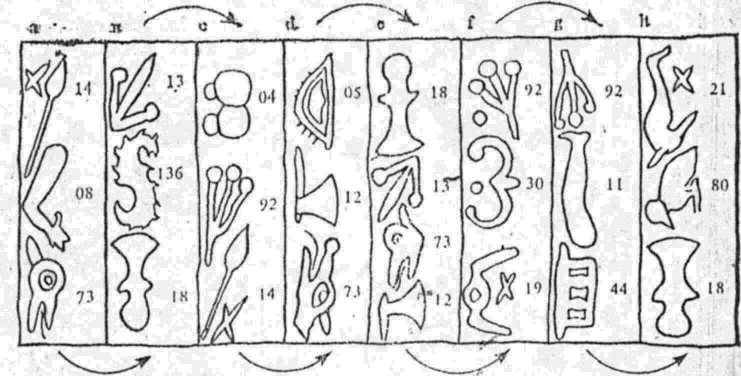 a b c d e f g h
14 13 04 05 18 92 92 21
08 136 92 12 13 30 11 80
73
73 18 14 73 12 19 44 18